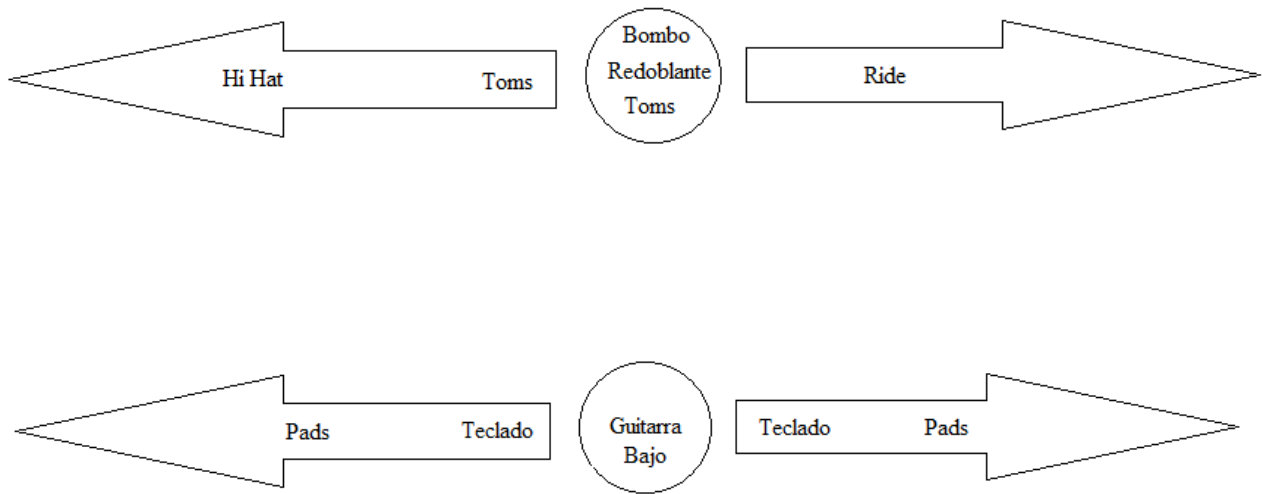 Hi Hat
Toms
Bombo
Redoblante
Toms
Ride
Pads
Teclado
Guitarra
Bajo
Teclado
Pads